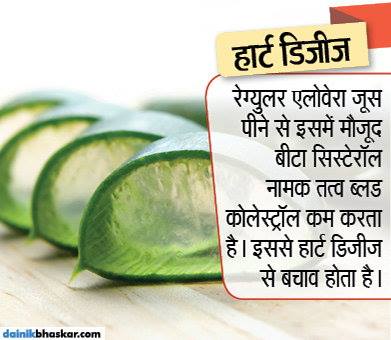 हार्ट डिजीज
रेग्युलर एलोवेरा जूस
पीने से इसमें मौजूद
बीटा सिस्टेरॉल
नामक तत्व ब्लड
कोलेस्ट्रॉल कम करता
है। इससे हार्ट डिजीज
से बचाव होता है।
dainikbhaskar.com